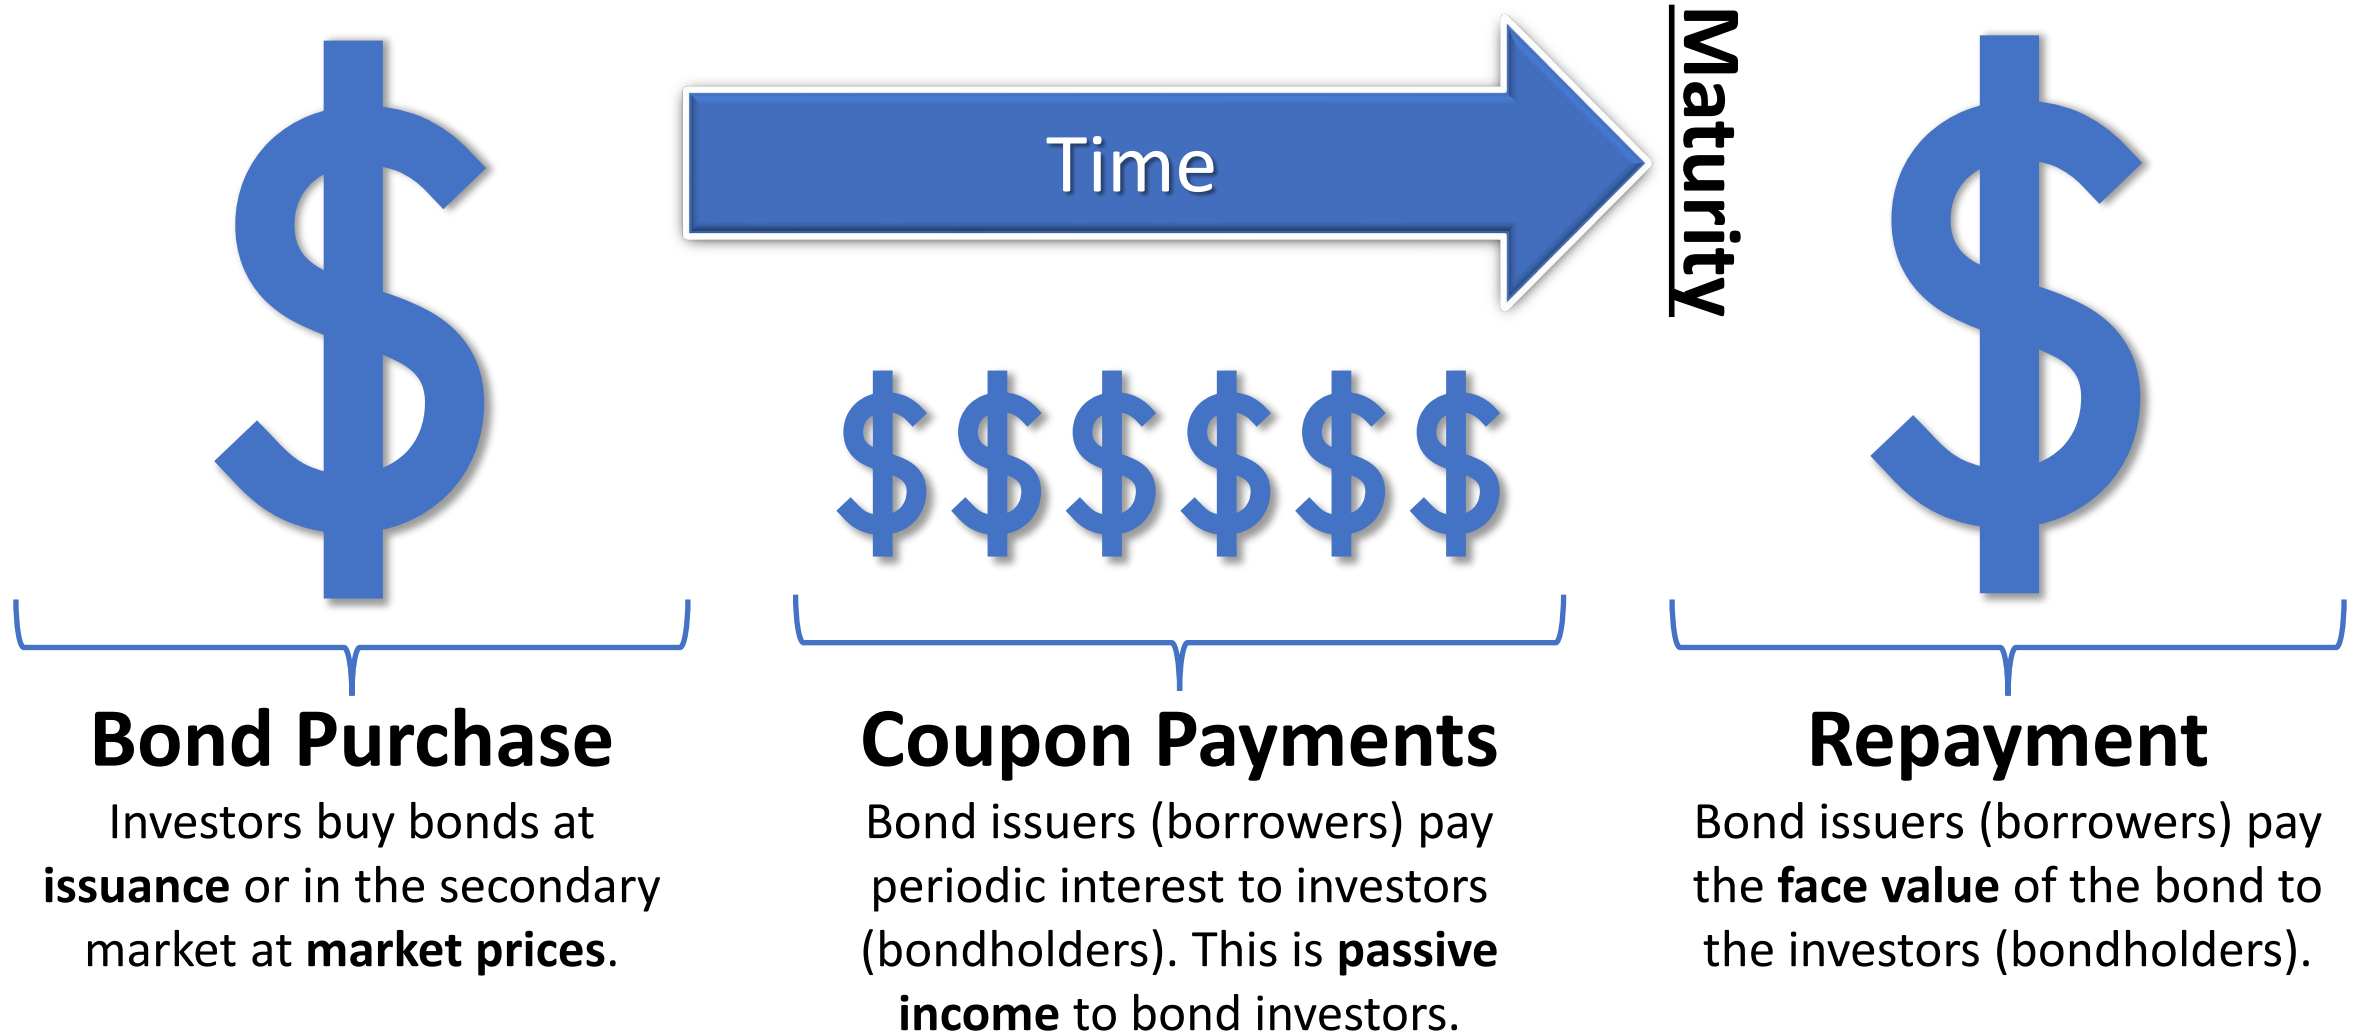 Time
Maturity
$
$ $ $ $ $ $
$
Bond Purchase
Investors buy bonds at
issuance or in the secondary
market at market prices.
Coupon Payments
Bond issuers (borrowers) pay
periodic interest to investors
(bondholders). This is passive
income to bond investors.
Repayment
Bond issuers (borrowers) pay
the face value of the bond to
the investors (bondholders).